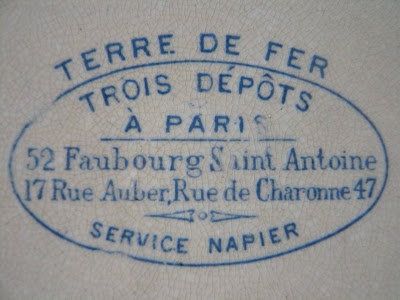 TERRE DE FER
TROIS DÉPÔTS
À PARIS
52 Faubourg Saint Antoine
17 Rue Auber, Rue de Charonne 47
SERVICE NAPIER